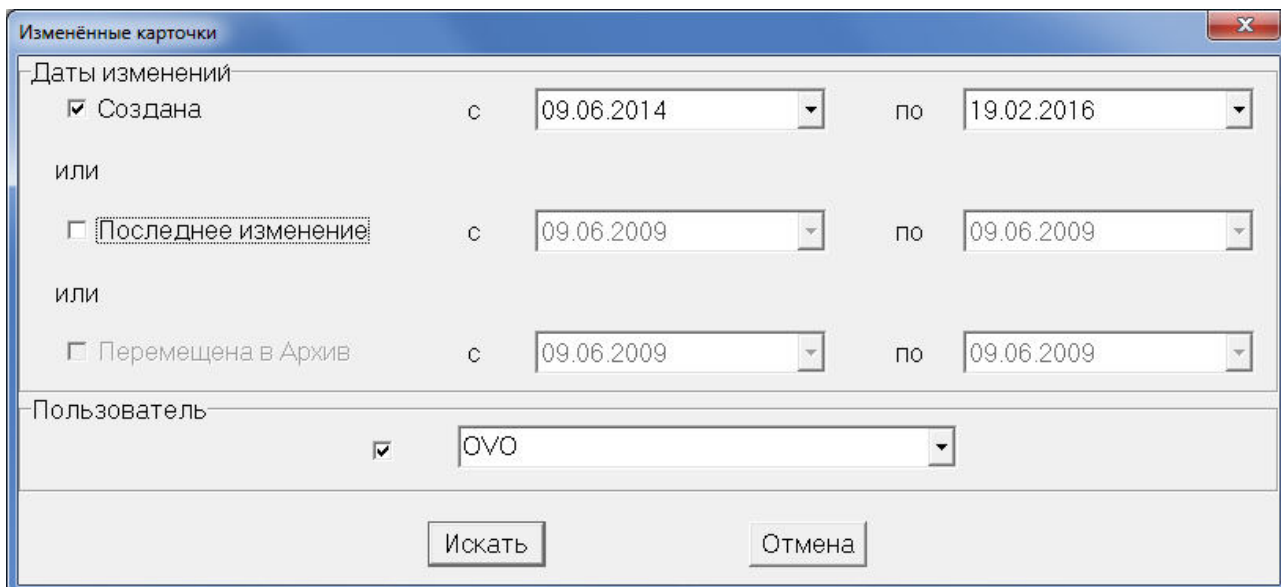 Изменённые карточки
Даты изменений
Создана с 09.06.2014 по 19.02.2016
или
Последнее изменение с 09.06.2009 по 09.06.2009
или
Перемещена в Архив с 09.06.2009 по 09.06.2009
Пользователь
OVO
Искать Отмена